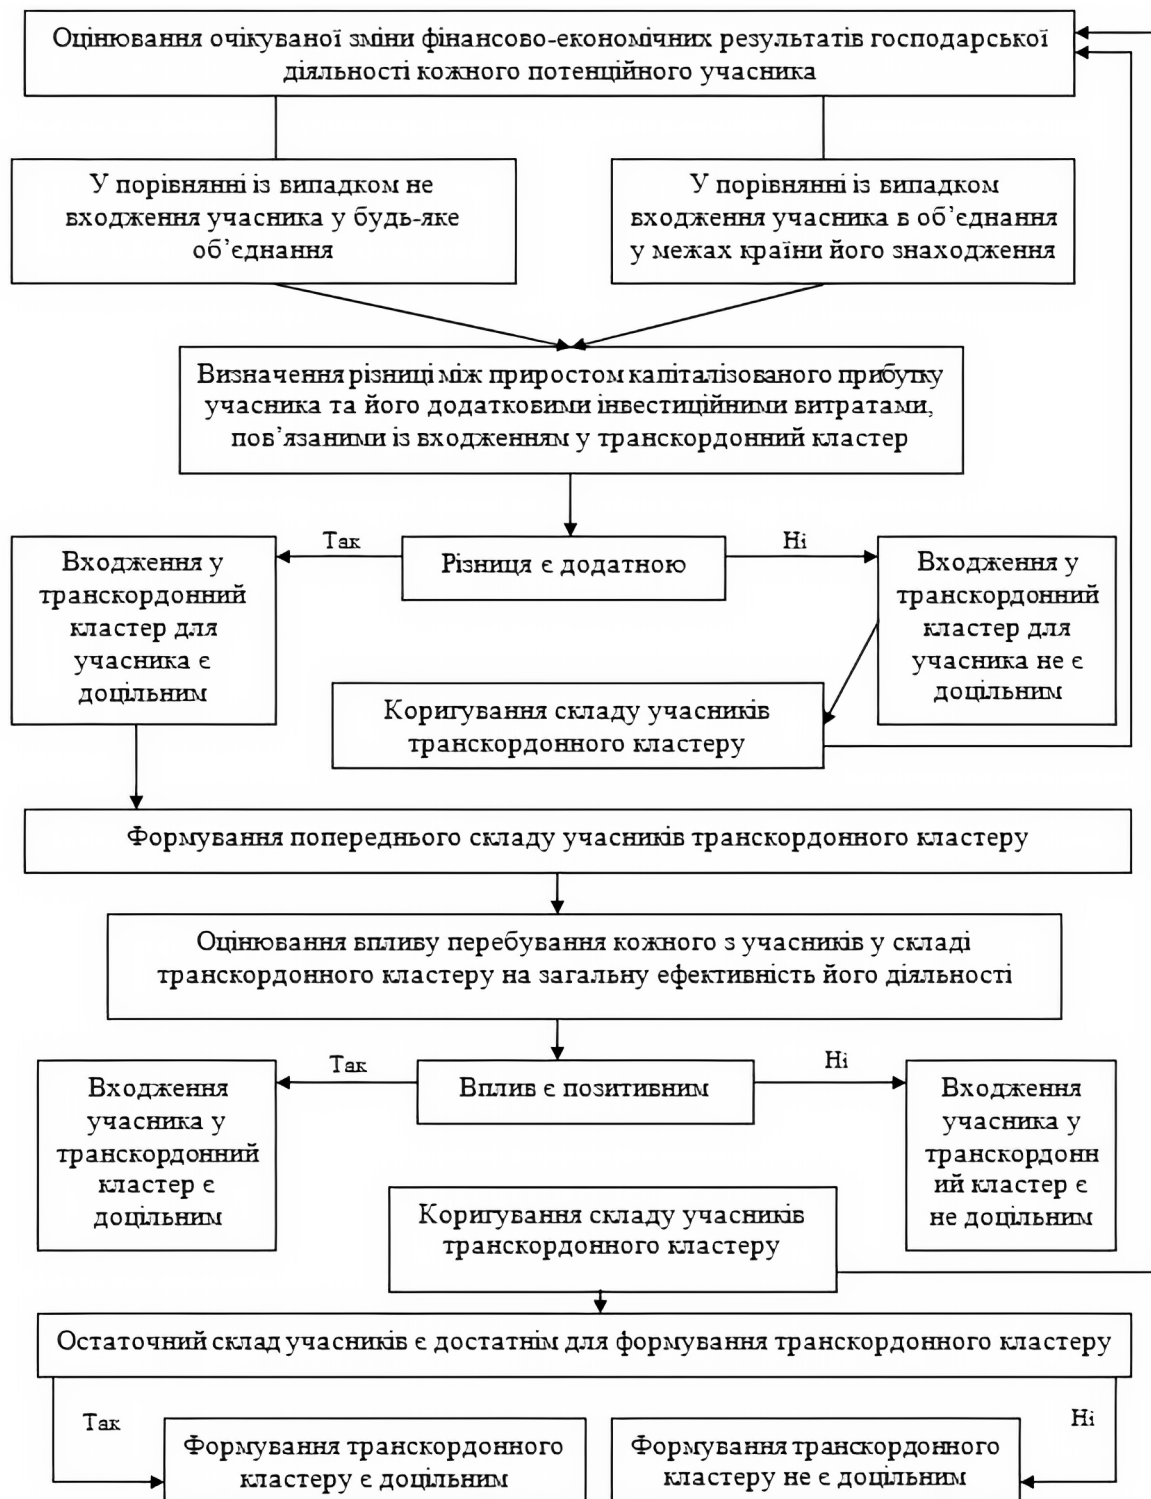 Оцінювання очікуваної зміни фінансово-економічних результатів господарської
діяльності кожного потенційного учасника
У порівнянні із випадком не
входження учасника у будь-яке
об’єднання
У порівнянні із випадком
входження учасника в об’єднання
у межах країни його знаходження
Визначення різниці між приростом капіталізованого прибутку
учасника та його додатковими інвестиційними витратами,
пов’язаними із входженням у транскордонний кластер
Так
Різниця є додатною
Ні
Входження у
транскордонний
кластер для
учасника є
доцільним
Входження у
транскордонний
кластер для
учасника не є
доцільним
Коригування складу учасників
транскордонного кластеру
Формування попереднього складу учасників транскордонного кластеру
Оцінювання впливу перебування кожного з учасників у складі
транскордонного кластеру на загальну ефективність його діяльності
Так
Вплив є позитивним
Ні
Входження
учасника у
транскордонний
кластер є
доцільним
Входження
учасника у
транскордонн
ий кластер є
не доцільним
Коригування складу учасників
транскордонного кластеру
Остаточний склад учасників є достатнім для формування транскордонного кластеру
Так
Ні
Формування транскордонного
кластеру є доцільним
Формування транскордонного
кластеру не є доцільним